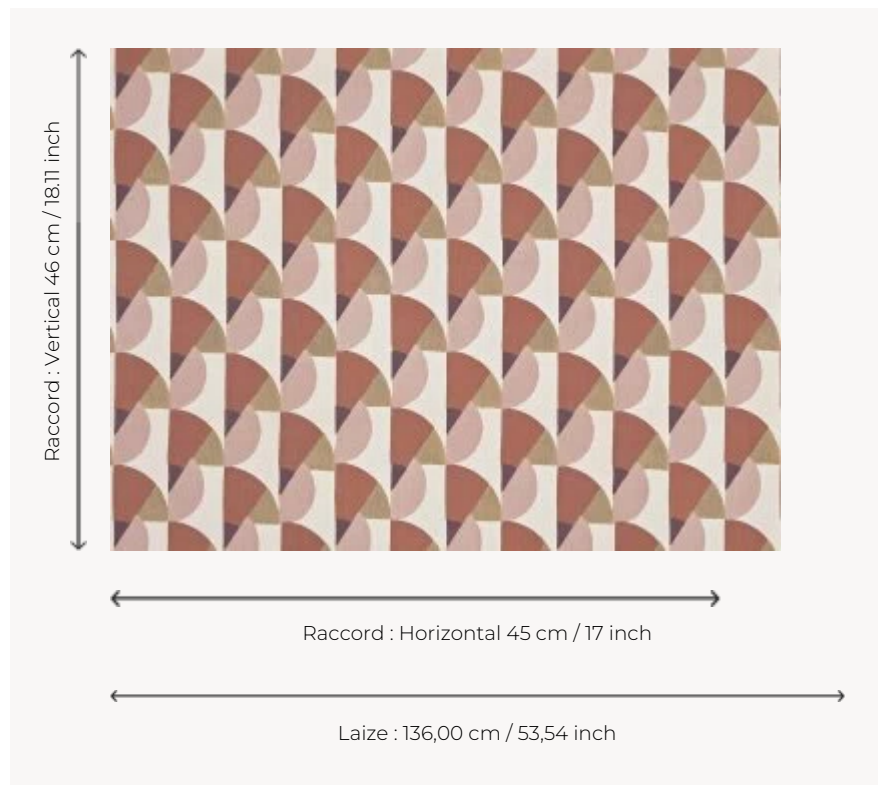 Raccord : Vertical 46 cm / 18.11 inch
Raccord : Horizontal 45 cm / 17 inch
Laize : 136,00 cm / 53,54 inch